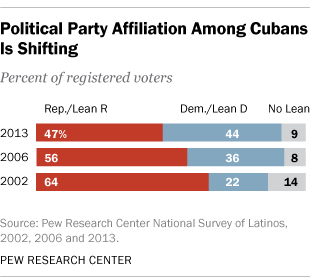 Political Party Affiliation Among Cubans
Is Shifting
Percent of registered voters
Rep./Lean R Dem./Lean D No Lean
2013 47% 44 9
2006 56 36 8
2002 64 22 14
Source: Pew Research Center National Survey of Latinos,
2002, 2006 and 2013.
PEW RESEARCH CENTER